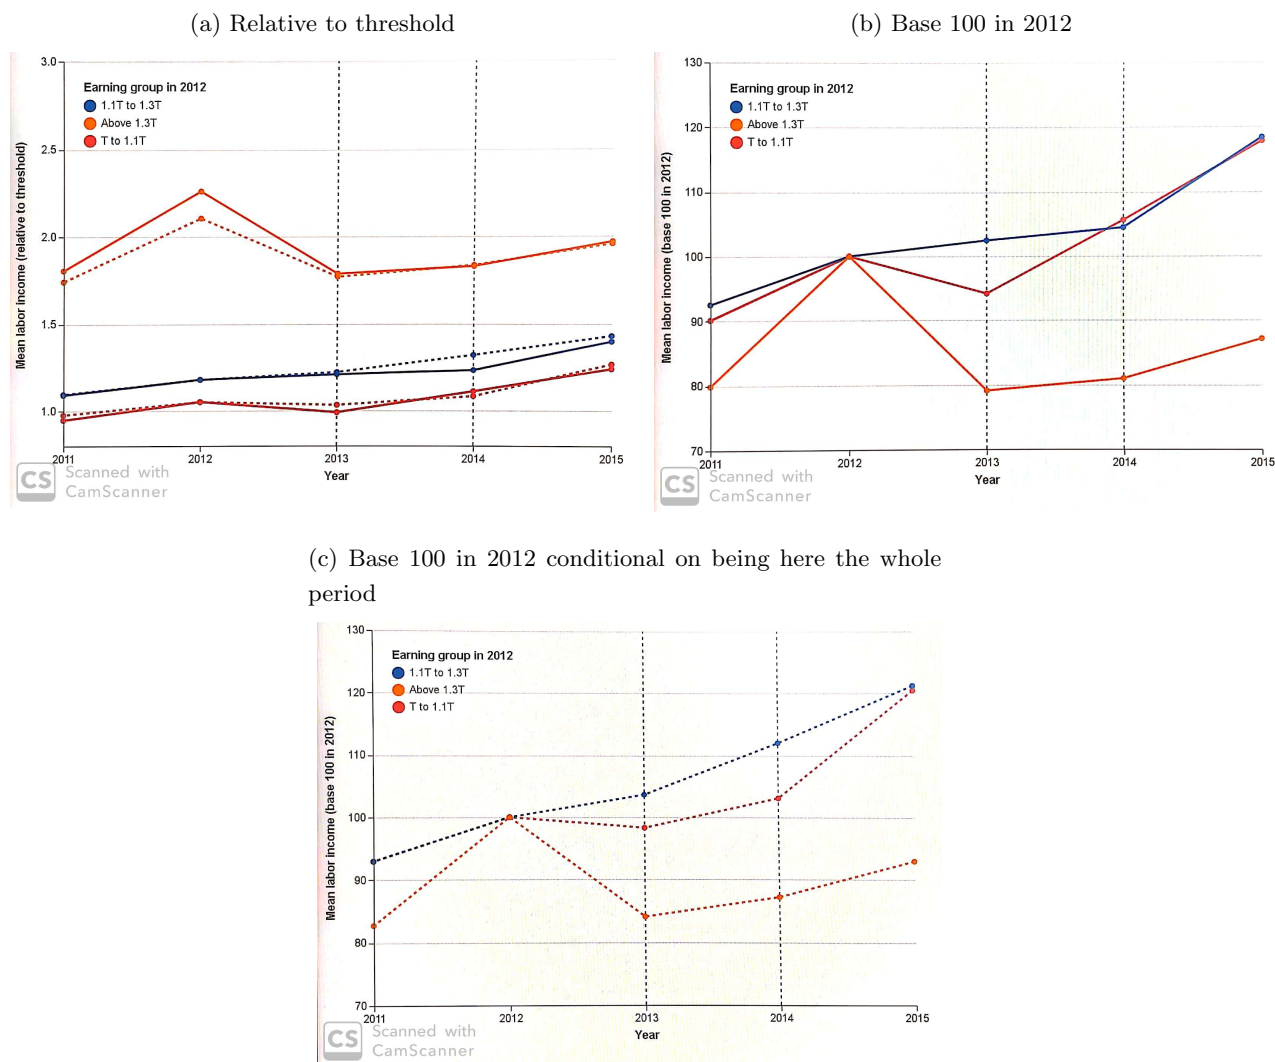 (a) Relative to threshold
3.0
2.5
2.0
1.5
1.0
Mean labor income (relative to threshold)
Earning group in 2012
1.1T to 1.3T
Above 1.3T
T to 1.1T
2011 2012 2013 2014 2015
Year
CS Scanned with
CamScanner
(b) Base 100 in 2012
130
120
110
100
90
80
70
Mean labor income (base 100 in 2012)
Earning group in 2012
1.1T to 1.3T
Above 1.3T
T to 1.1T
2011 2012 2013 2014 2015
Year
CS Scanned with
CamScanner
(c) Base 100 in 2012 conditional on being here the whole
period
130
120
110
100
90
80
70
Mean labor income (base 100 in 2012)
Earning group in 2012
1.1T to 1.3T
Above 1.3T
T to 1.1T
2011 2012 2013 2014 2015
Year
CS Scanned with
CamScanner